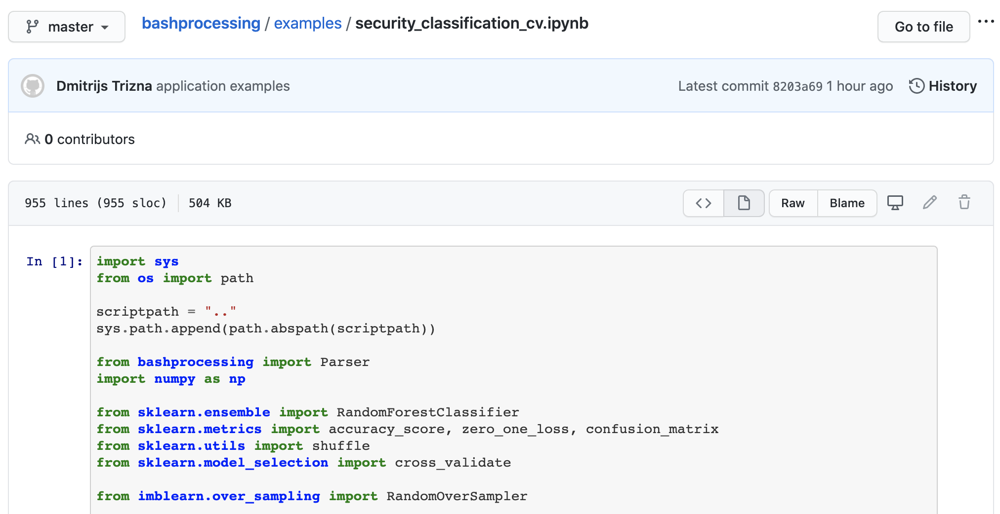 master bashprocessing / examples / security_classification_cv.ipynb Go to file ...
Dmitrijs Trizna application examples Latest commit 8203a69 1 hour ago History
0 contributors
955 lines (955 sloc) 504 KB <> Raw Blame
In [1]: import sys
from os import path
scriptpath = ".."
sys.path.append(path.abspath(scriptpath))
from bashprocessing import Parser
import numpy as np
from sklearn.ensemble import RandomForestClassifier
from sklearn.metrics import accuracy_score, zero_one_loss, confusion_matrix
from sklearn.utils import shuffle
from sklearn.model_selection import cross_validate
from imblearn.over_sampling import RandomOverSampler